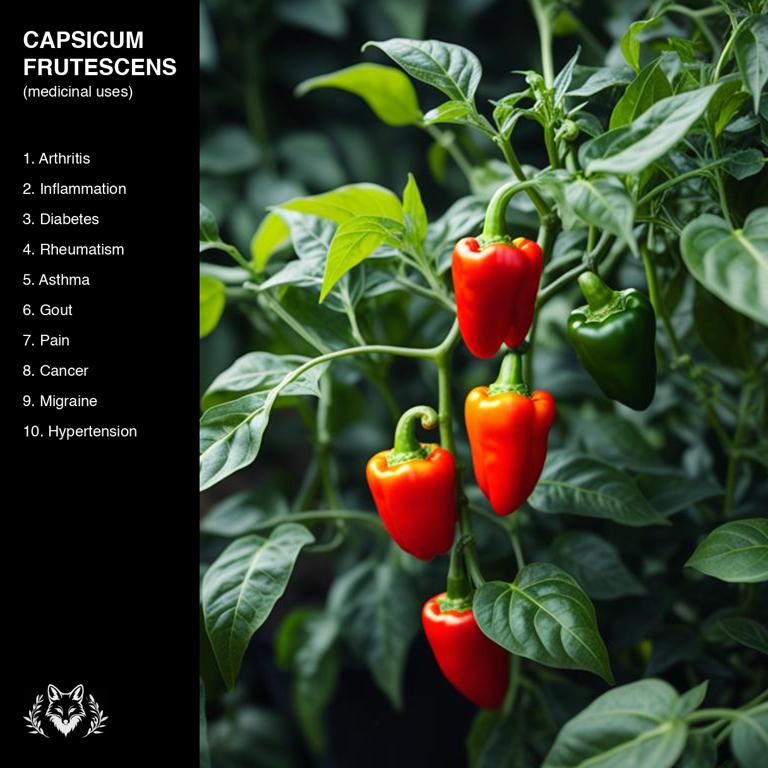 CAPSICUM
FRUTESCENS
(medicinal uses)
1. Arthritis
2. Inflammation
3. Diabetes
4. Rheumatism
5. Asthma
6. Gout
7. Pain
8. Cancer
9. Migraine
10. Hypertension